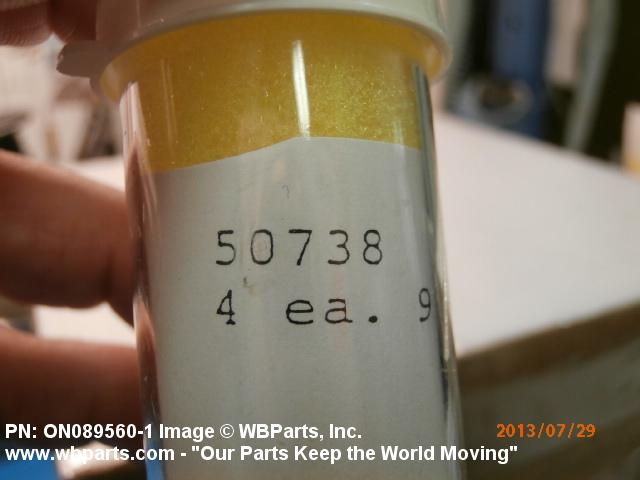 50738
4 ea. 9
PN: ON089560-1 Image © WBParts, Inc.
2013/07/29
www.wbparts.com - "Our Parts Keep the World Moving"